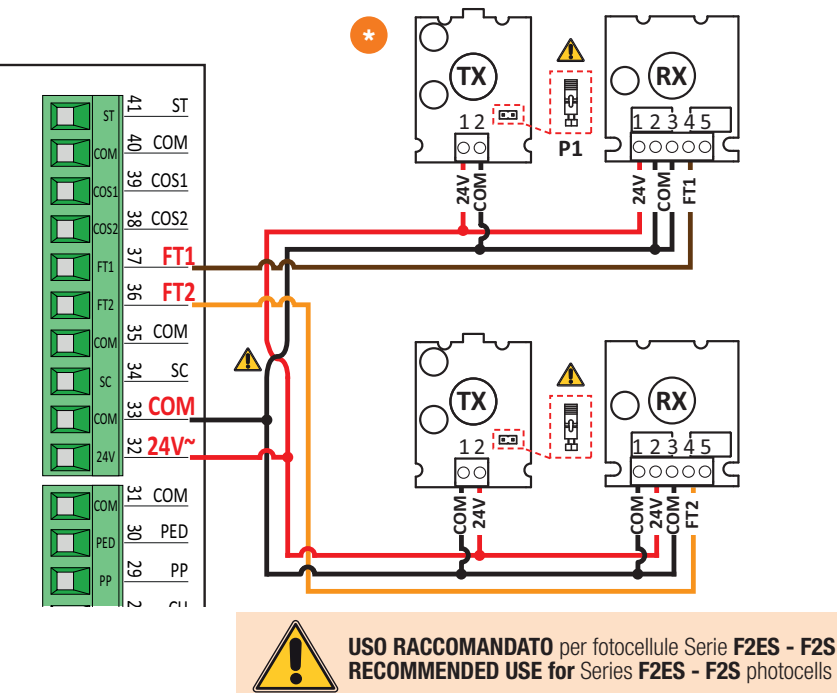 *
TX
1 2
P1
RX
1 2 3 4 5
24V
COM
24V
COM
FT1
ST
41
ST
COM
40
COM
COS1
39
COS1
COS2
38
COS2
FT1
37
FT1
FT2
36
FT2
COM
35
COM
SC
34
SC
COM
33
COM
24V
32
24V~
COM
31
COM
PED
30
PED
PP
29
PP
TX
1 2
RX
1 2 3 4 5
COM
24V
COM
24V
COM
FT2
USO RACCOMANDATO per fotocellule Serie F2ES - F2S
RECOMMENDED USE for Series F2ES - F2S photocells